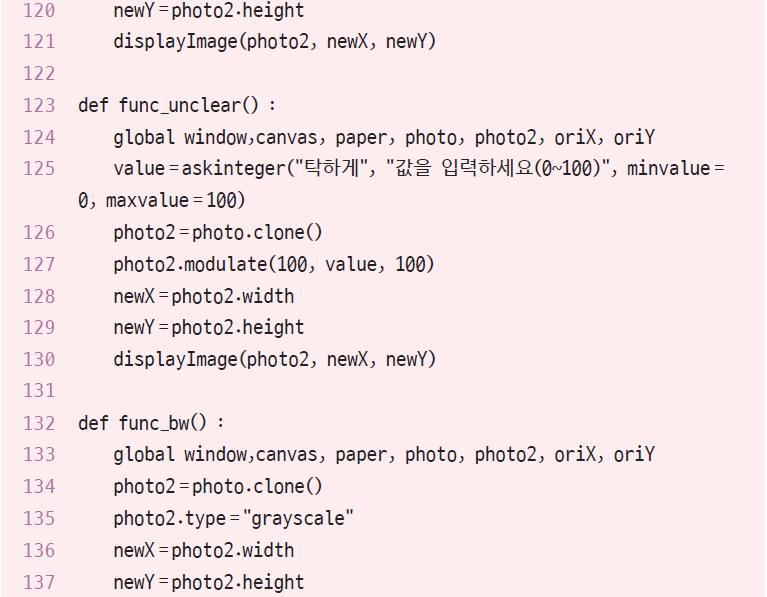 120 newY=photo2.height
121 displayImage(photo2, newX, newY)
122
123 def func_unclear() :
124 global window,canvas, paper, photo, photo2, oriX, oriY
125 value=askinteger("탁하게", "값을 입력하세요(0~100)", minvalue=
0, maxvalue=100)
126 photo2=photo.clone()
127 photo2.modulate(100, value, 100)
128 newX=photo2.width
129 newY=photo2.height
130 displayImage(photo2, newX, newY)
131
132 def func_bw() :
133 global window,canvas, paper, photo, photo2, oriX, oriY
134 photo2=photo.clone()
135 photo2.type="grayscale"
136 newX=photo2.width
137 newY=photo2.height